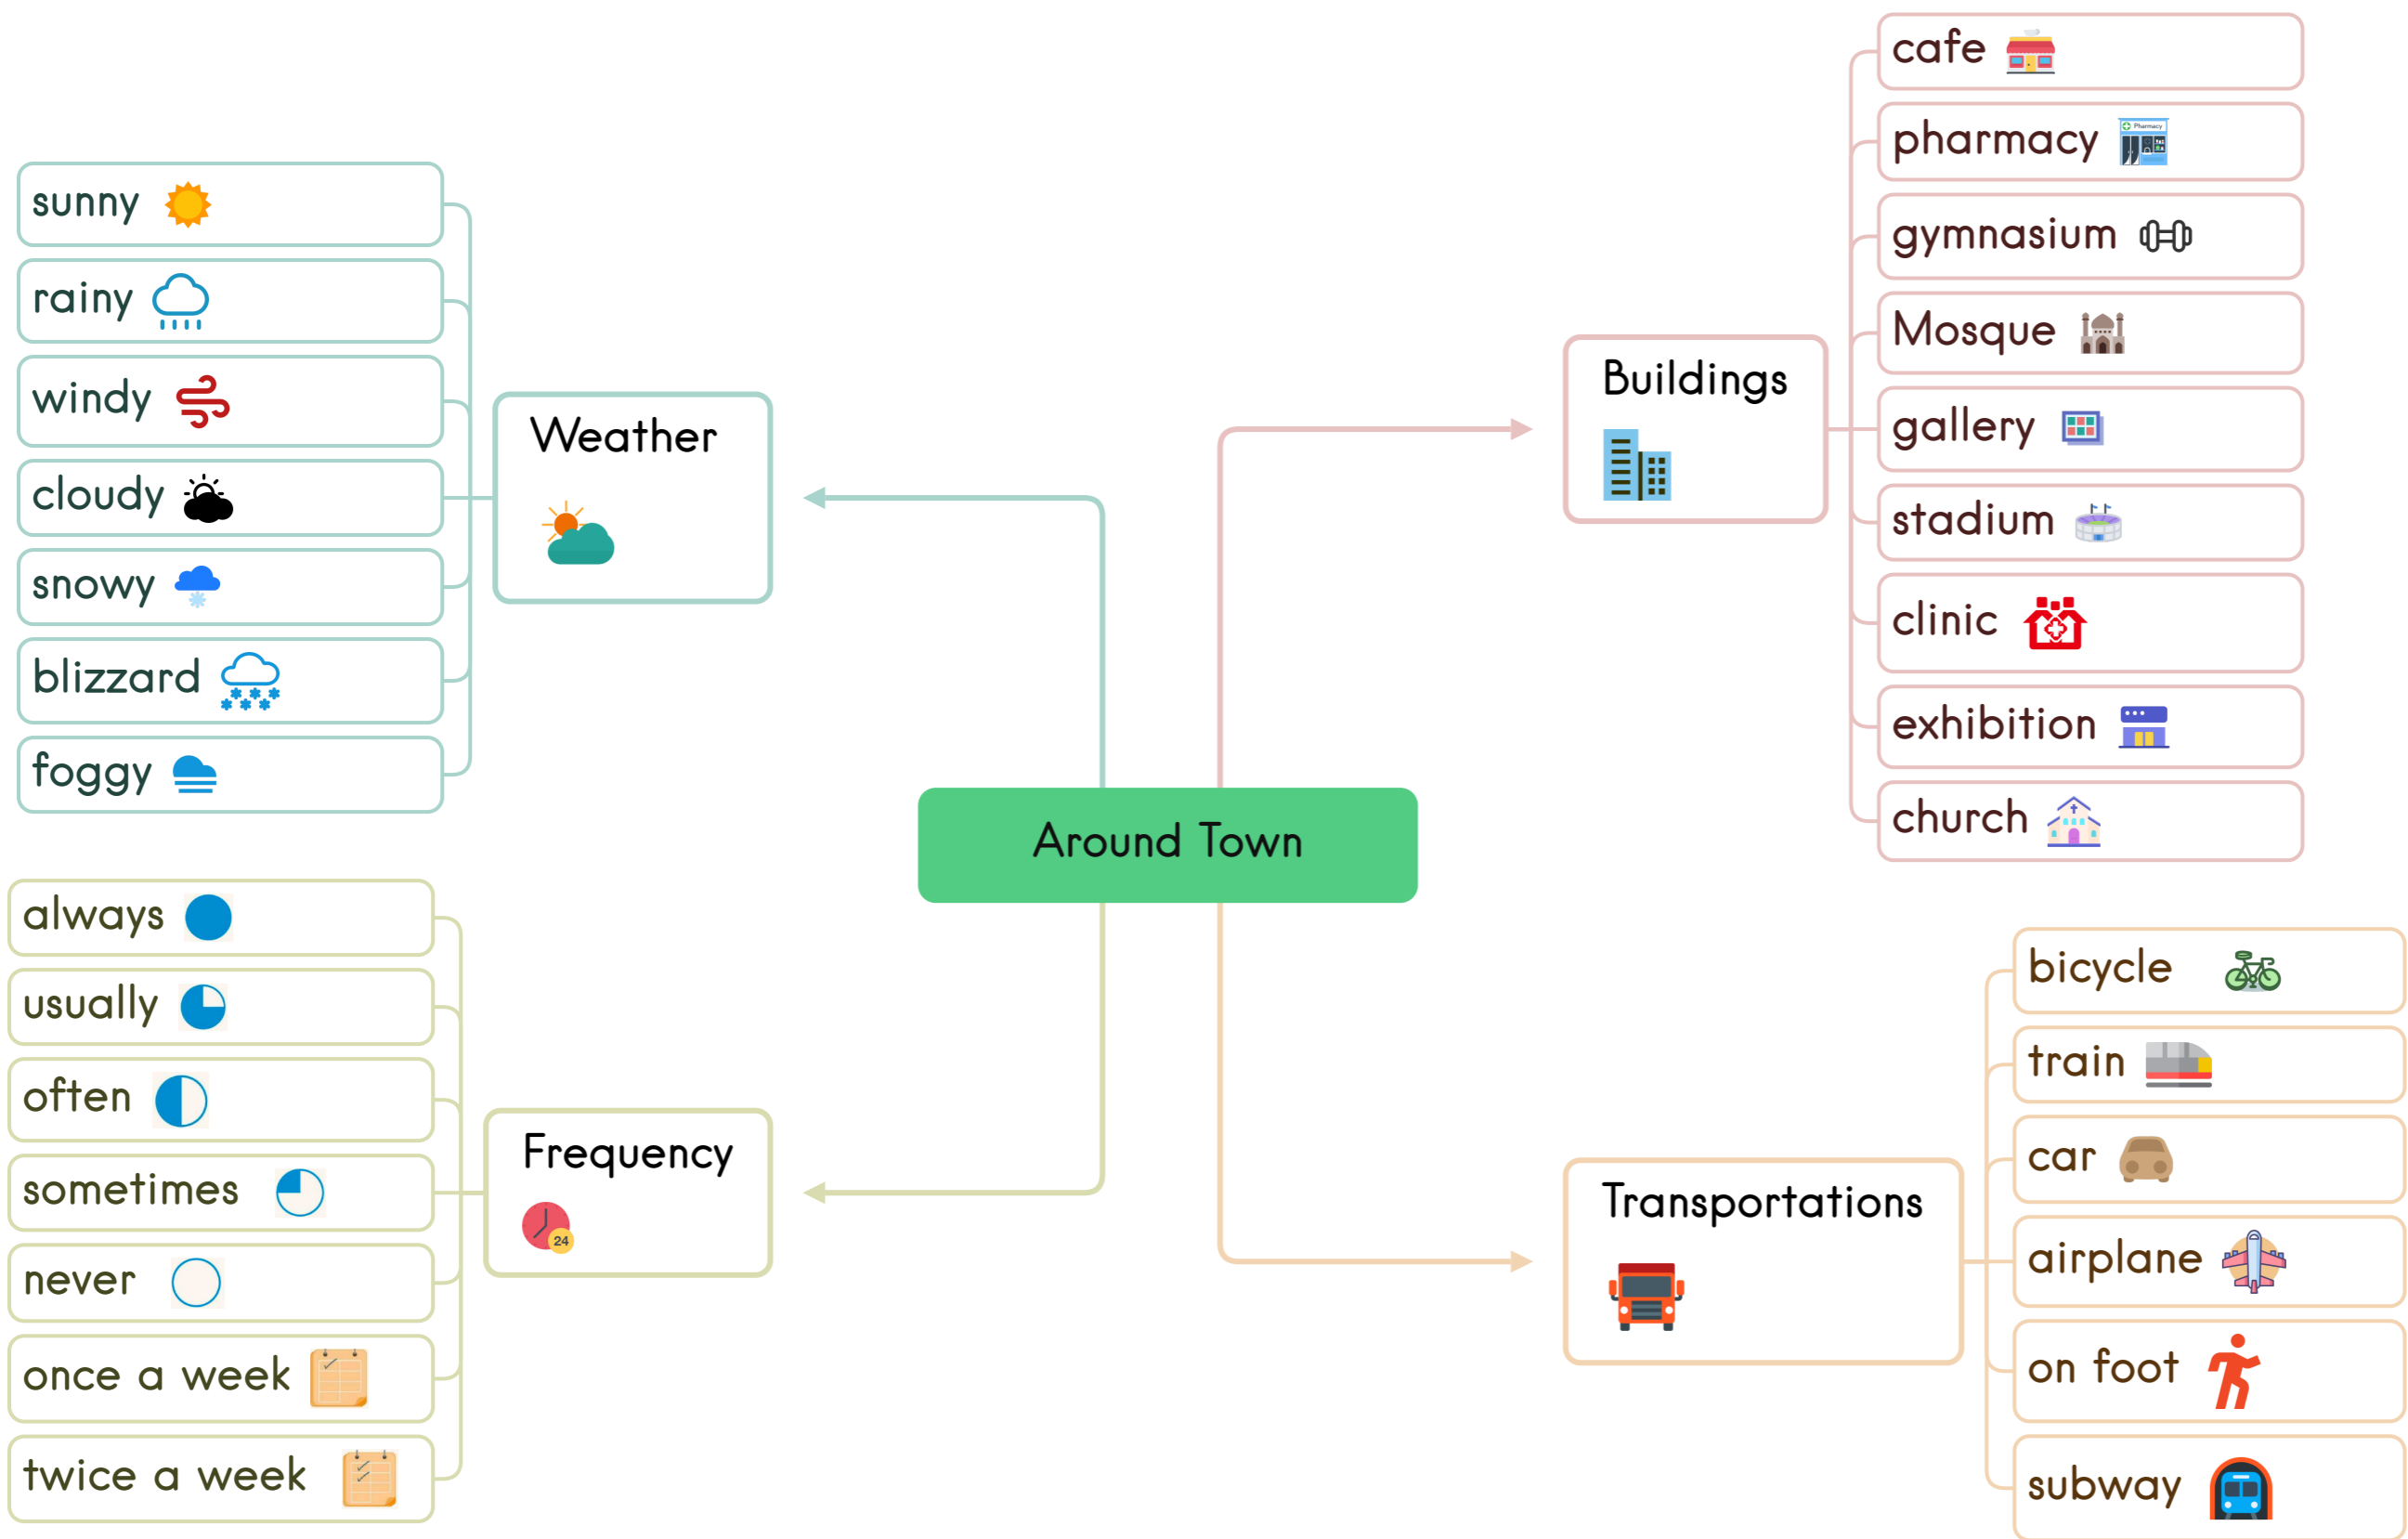 Around Town
Weather
sunny
rainy
windy
cloudy
snowy
blizzard
foggy
Frequency
24
always
usually
often
sometimes
never
once a week
twice a week
Buildings
cafe
pharmacy
Pharmacy
gymnasium
Mosque
gallery
stadium
clinic
exhibition
church
Transportations
bicycle
train
car
airplane
on foot
subway